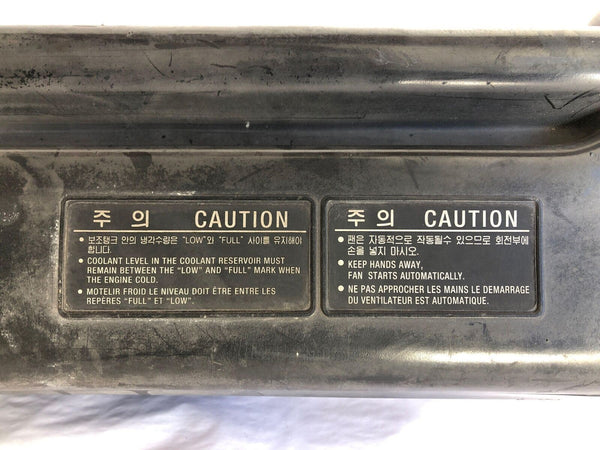 주 의 CAUTION
● 보조탱크 안의 냉각수량은 "LOW"와 "FULL" 사이를 유지해야
합니다.
● COOLANT LEVEL IN THE COOLANT RESERVOIR MUST
REMAIN BETWEEN THE "LOW" AND "FULL" MARK WHEN
THE ENGINE COLD.
● MOTELIR FROID LE NIVEAU DOIT ÊTRE ENTRE LES
REPÈRES "FULL" ET "LOW".
주 의 CAUTION
● 팬은 자동적으로 작동될수 있으므로 회전부에
손을 넣지 마시오.
● KEEP HANDS AWAY,
FAN STARTS AUTOMATICALLY.
● NE PAS APPROCHER LES MAINS LE DEMARRAGE
DU VENTILATEUR EST AUTOMATIQUE.